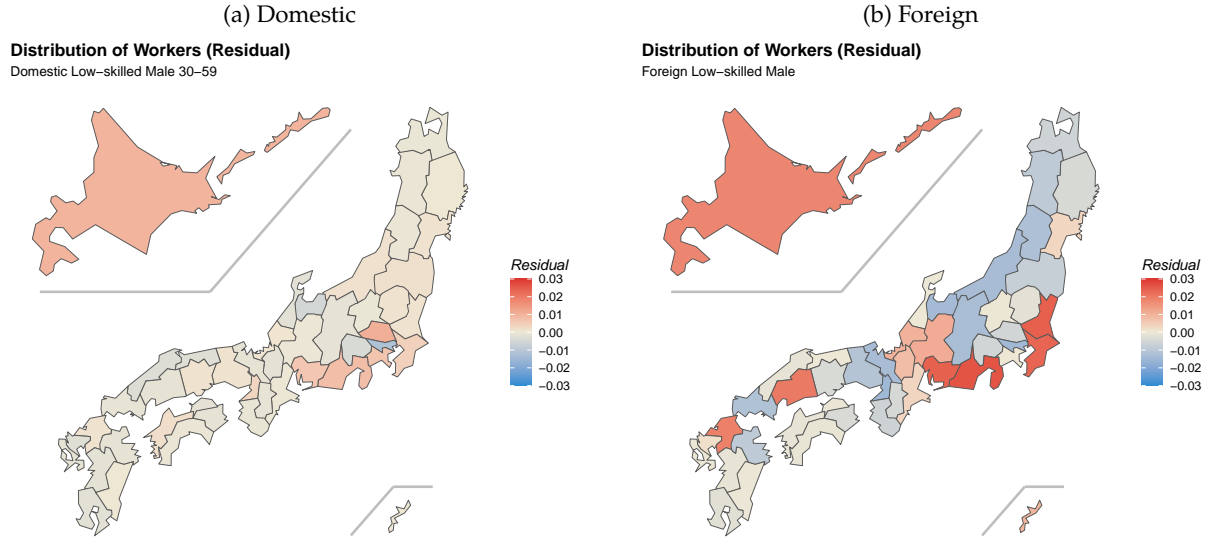 (a) Domestic
Distribution of Workers (Residual)
Domestic Low−skilled Male 30−59
Residual
0.03
0.02
0.01
0.00
−0.01
−0.02
−0.03
(b) Foreign
Distribution of Workers (Residual)
Foreign Low−skilled Male
Residual
0.03
0.02
0.01
0.00
−0.01
−0.02
−0.03